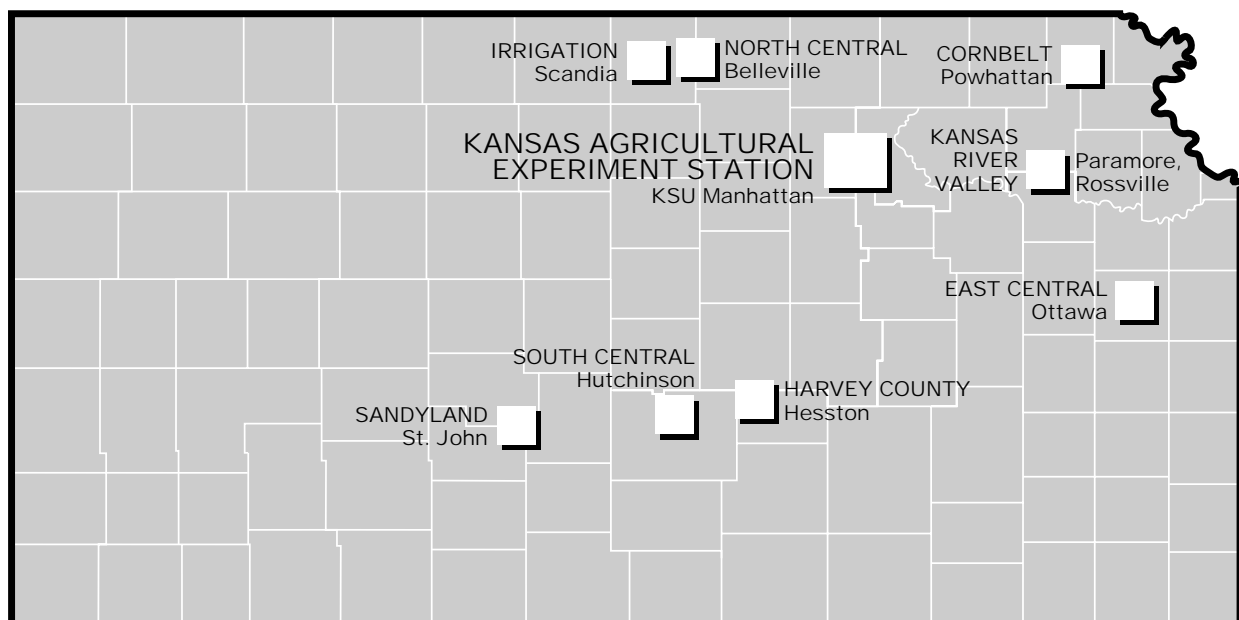 IRRIGATION
Scandia
NORTH CENTRAL
Belleville
CORNBELT
Powhattan
KANSAS AGRICULTURAL
EXPERIMENT STATION
KSU Manhattan
KANSAS
RIVER
VALLEY
Paramore,
Rossville
EAST CENTRAL
Ottawa
SOUTH CENTRAL
Hutchinson
HARVEY COUNTY
Hesston
SANDYLAND
St. John